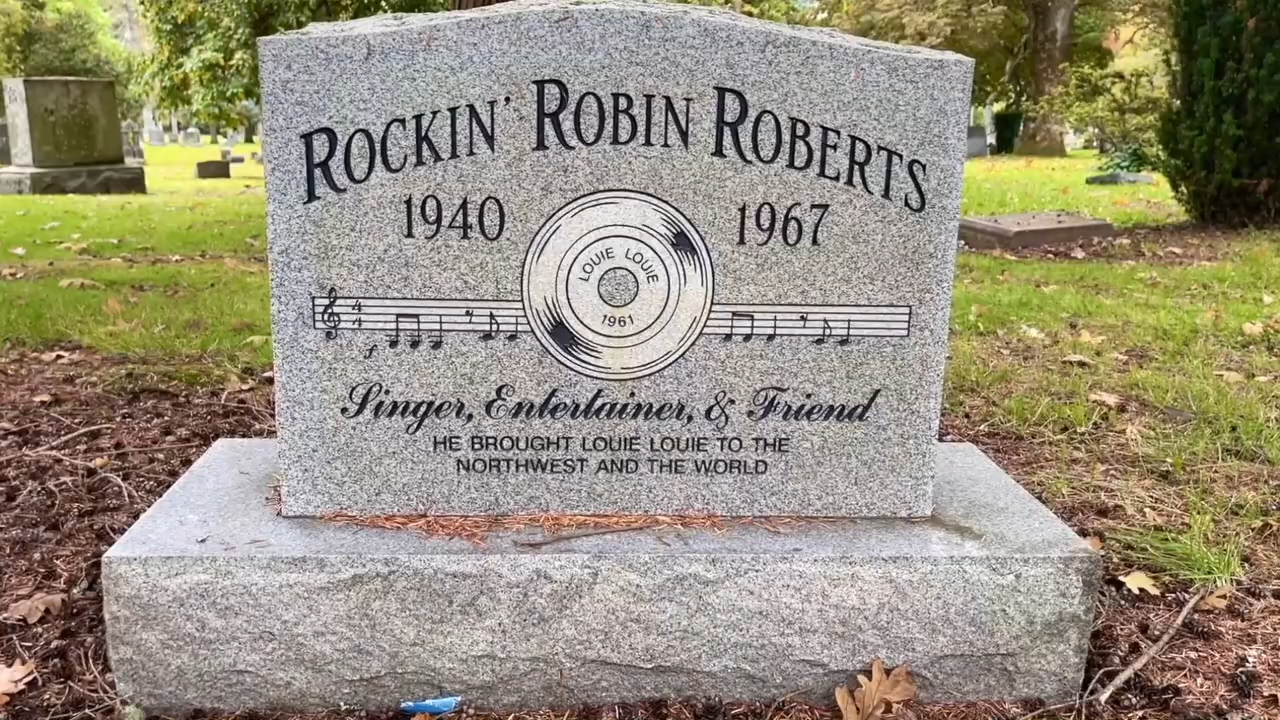 ROCKIN' ROBIN ROBERTS
1940 1967
LOUIE LOUIE
1961
Singer, Entertainer, & Friend
HE BROUGHT LOUIE LOUIE TO THE
NORTHWEST AND THE WORLD